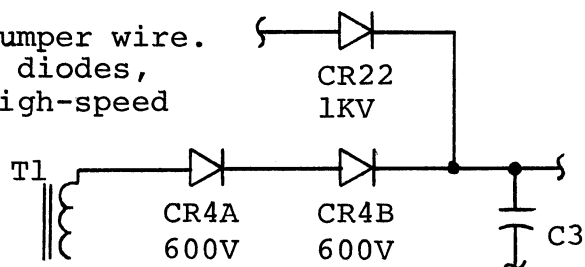 umper wire.
diodes,
igh-speed
CR22
1KV
T1
CR4A
600V
CR4B
600V
C3